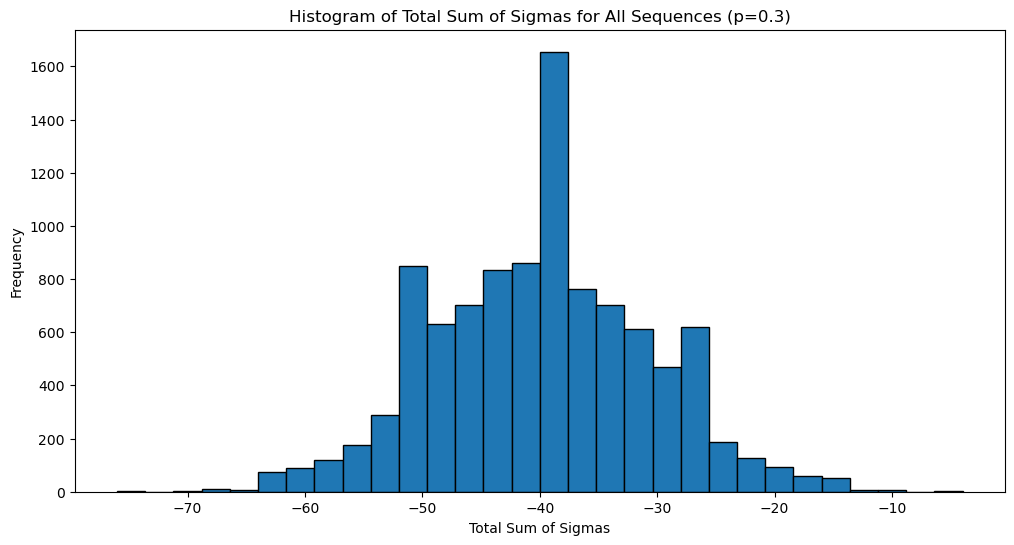 Histogram of Total Sum of Sigmas for All Sequences (p=0.3)
1600
1400
1200
1000
800
600
400
200
0
Frequency
−70 −60 −50 −40 −30 −20 −10
Total Sum of Sigmas